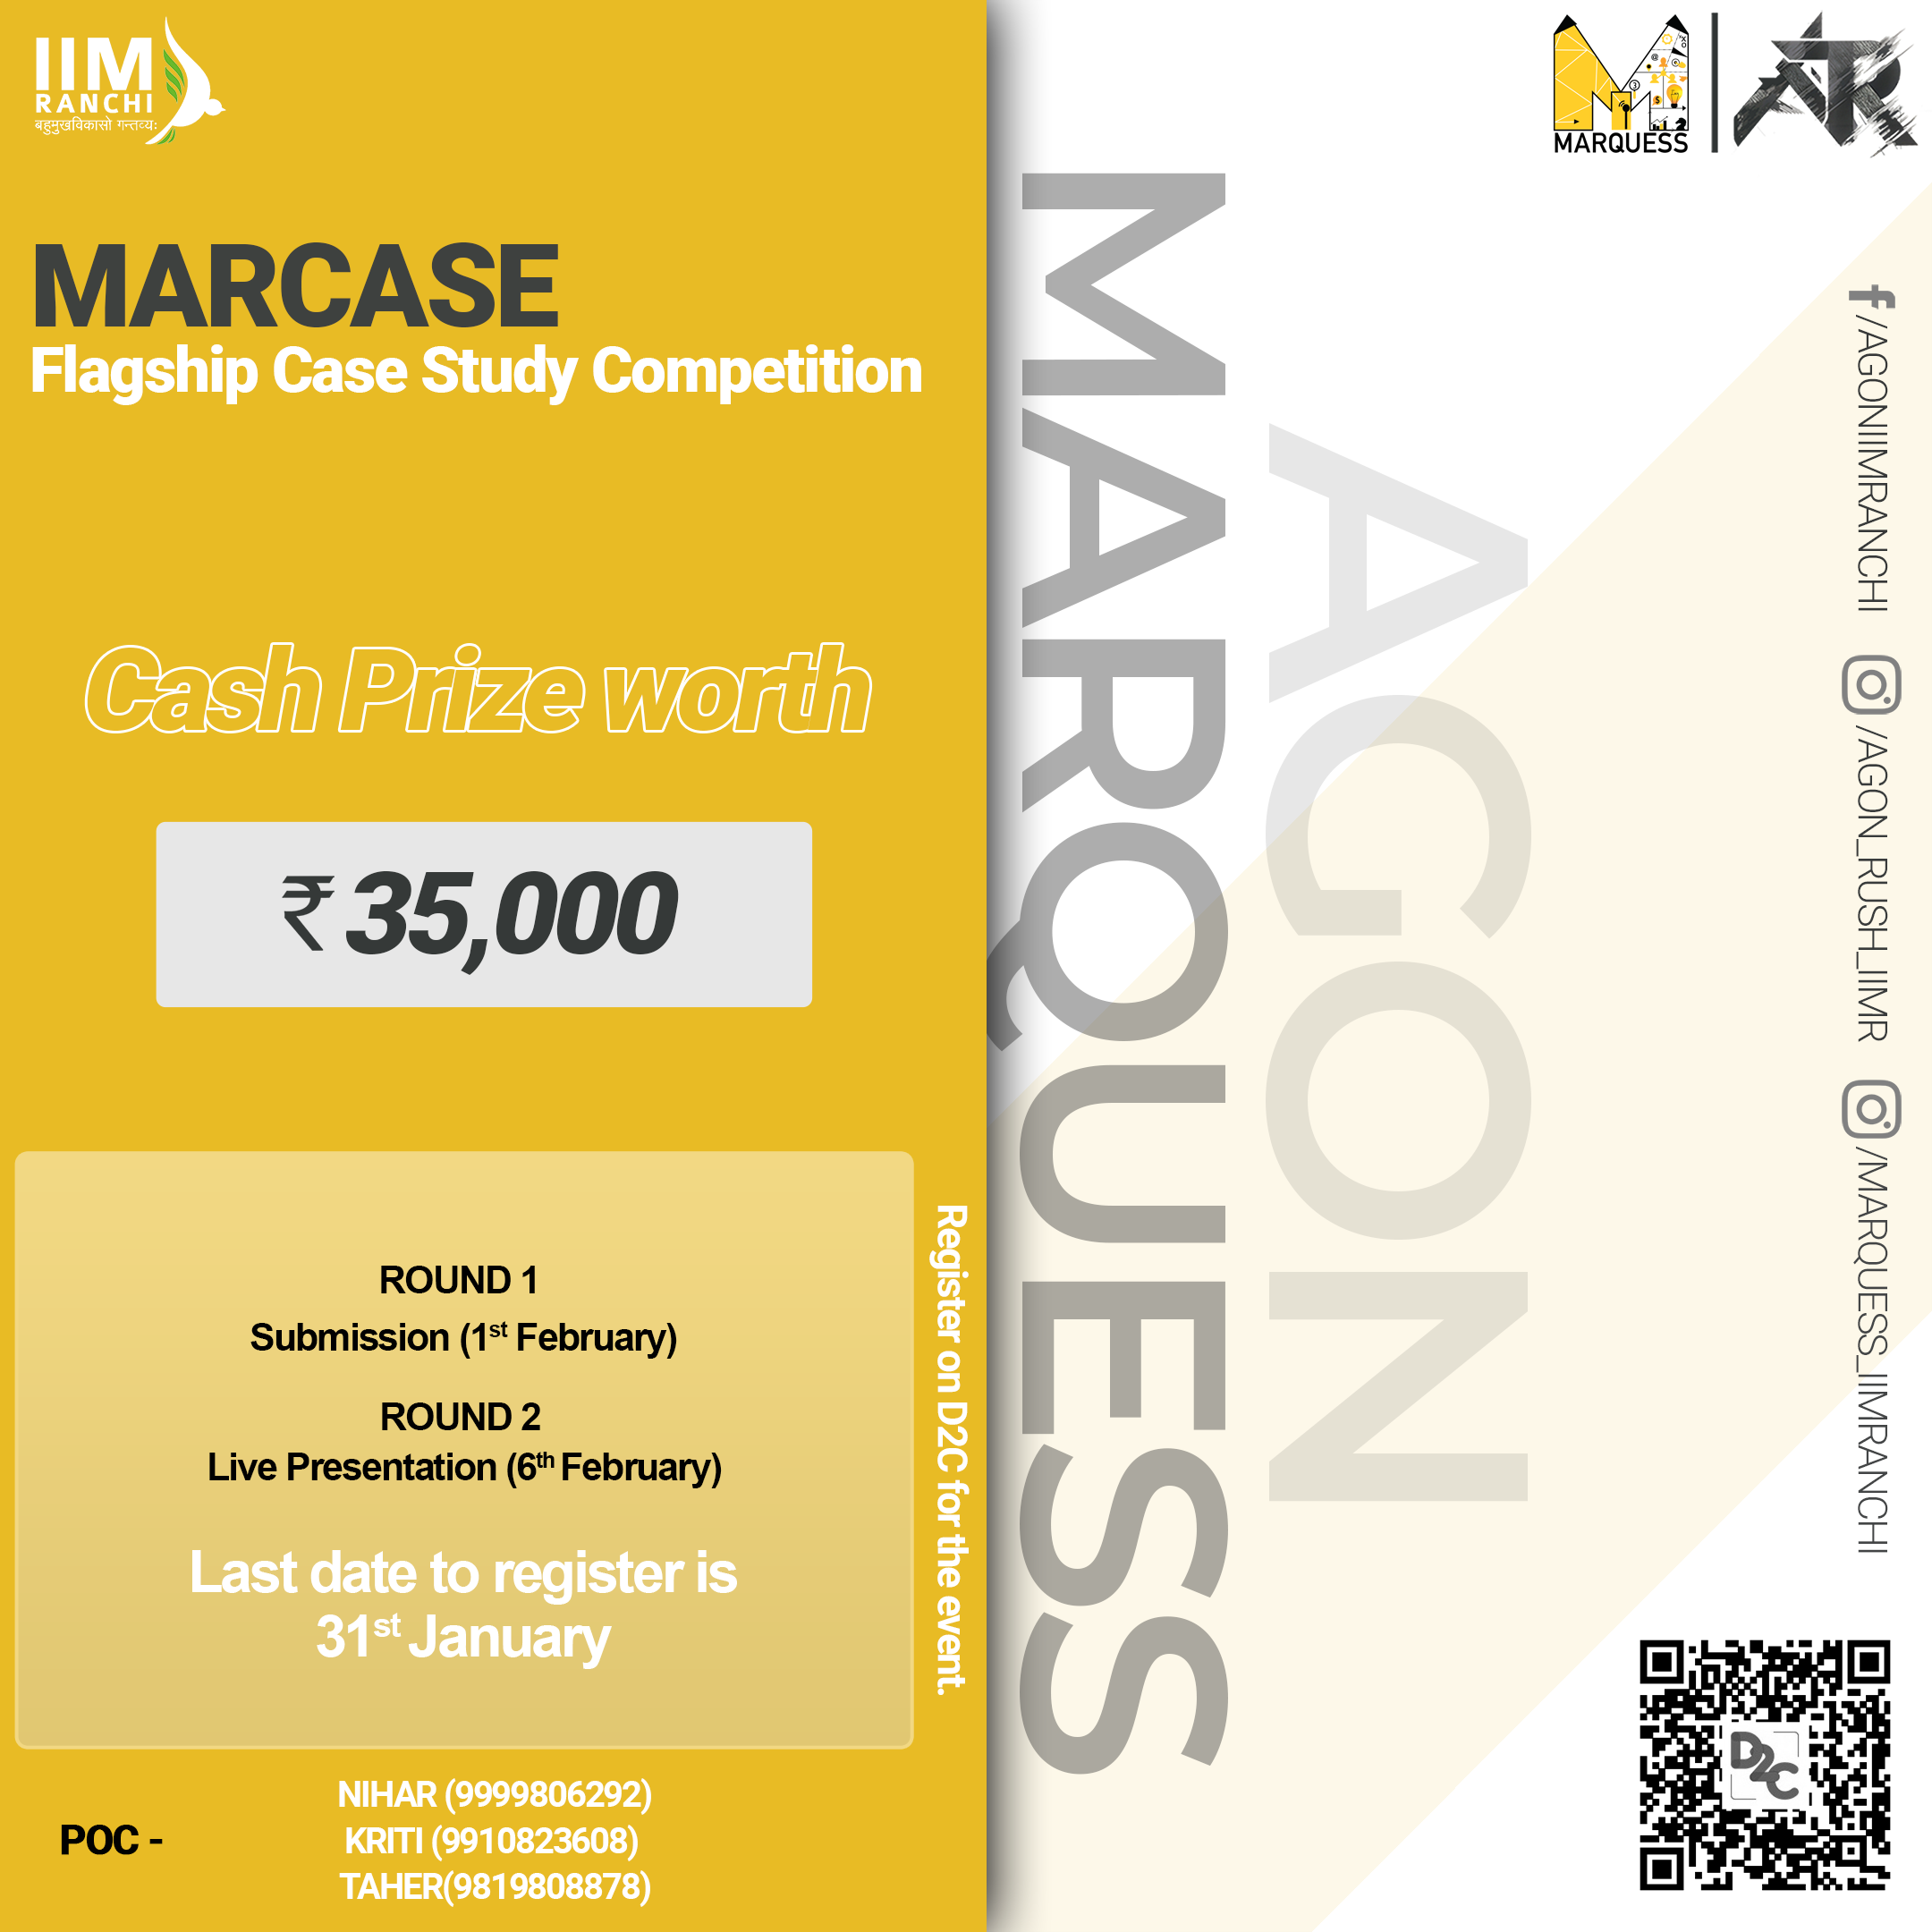 IIM
RANCHI
बहुमुखविकासो गन्तव्यः
MARQUESS
AR
MARCASE
Flagship Case Study Competition
Cash Prize worth
₹ 35,000
ROUND 1
Submission (1st February)
ROUND 2
Live Presentation (6th February)
Last date to register is
31st January
Register on D2C for the event.
POC -
NIHAR (9999806292)
KRITI (9910823608)
TAHER(9819808878)
MARQUESS
AGON
/AGONIIMRANCHI
/AGON_RUSH_IIMR
/MARQUESS_IIMRANCHI
D2C